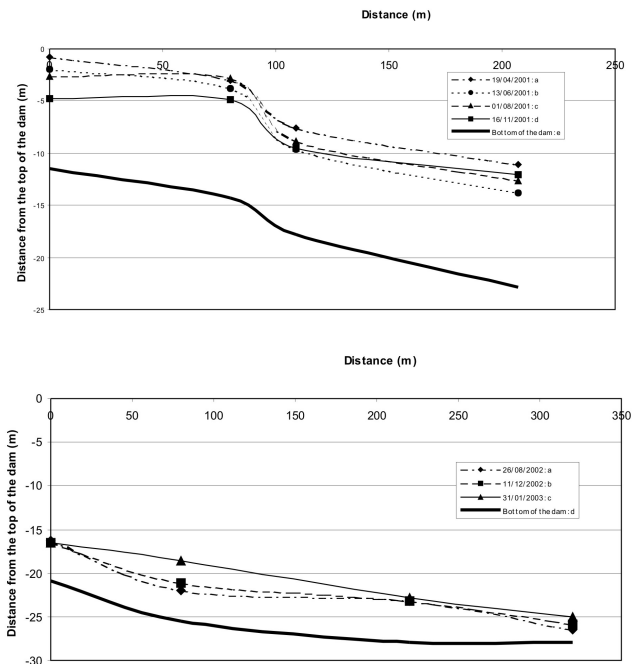 Distance (m)
0
50
100
150
200
250
0
-5
-10
-15
-20
-25
Distance from the top of the dam (m)
19/04/2001: a
13/06/2001: b
01/08/2001: c
16/11/2001: d
Bottom of the dam: e
Distance (m)
0
50
100
150
200
250
300
350
0
-5
-10
-15
-20
-25
-30
Distance from the top of the dam (m)
26/08/2002: a
11/12/2002: b
31/01/2003: c
Bottom of the dam: d